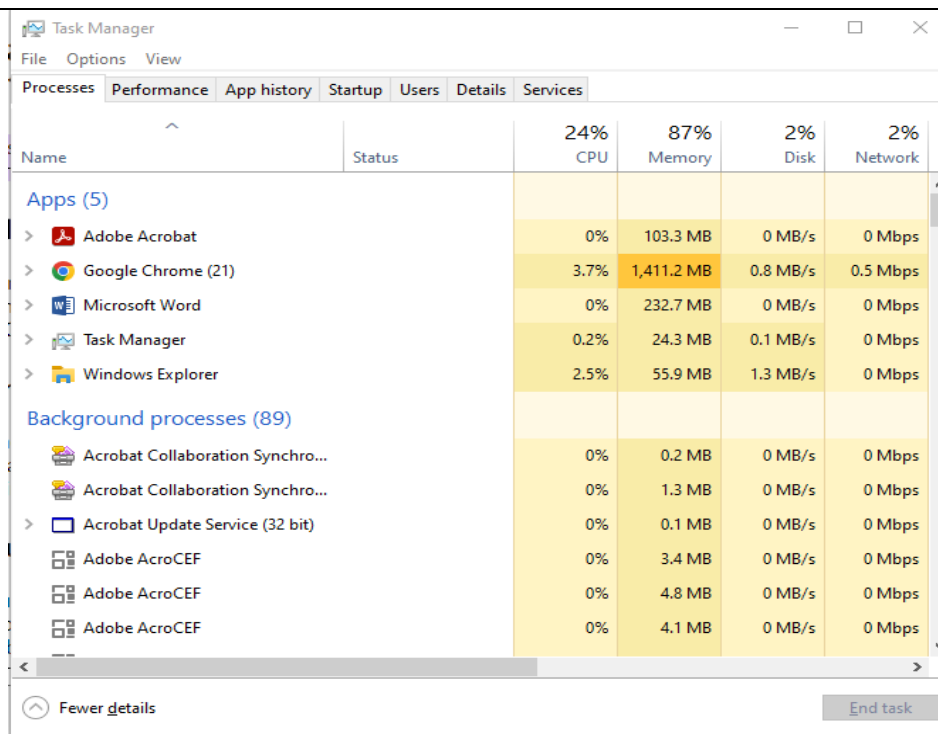 Task Manager
File Options View
Processes Performance App history Startup Users Details Services
24% 87% 2% 2%
Name Status CPU Memory Disk Network
Apps (5)
Adobe Acrobat 0% 103.3 MB 0 MB/s 0 Mbps
Google Chrome (21) 3.7% 1,411.2 MB 0.8 MB/s 0.5 Mbps
Microsoft Word 0% 232.7 MB 0 MB/s 0 Mbps
Task Manager 0.2% 24.3 MB 0.1 MB/s 0 Mbps
Windows Explorer 2.5% 55.9 MB 1.3 MB/s 0 Mbps
Background processes (89)
Acrobat Collaboration Synchro... 0% 0.2 MB 0 MB/s 0 Mbps
Acrobat Collaboration Synchro... 0% 1.3 MB 0 MB/s 0 Mbps
Acrobat Update Service (32 bit) 0% 0.1 MB 0 MB/s 0 Mbps
Adobe AcroCEF 0% 3.4 MB 0 MB/s 0 Mbps
Adobe AcroCEF 0% 4.8 MB 0 MB/s 0 Mbps
Adobe AcroCEF 0% 4.1 MB 0 MB/s 0 Mbps
Fewer details End task